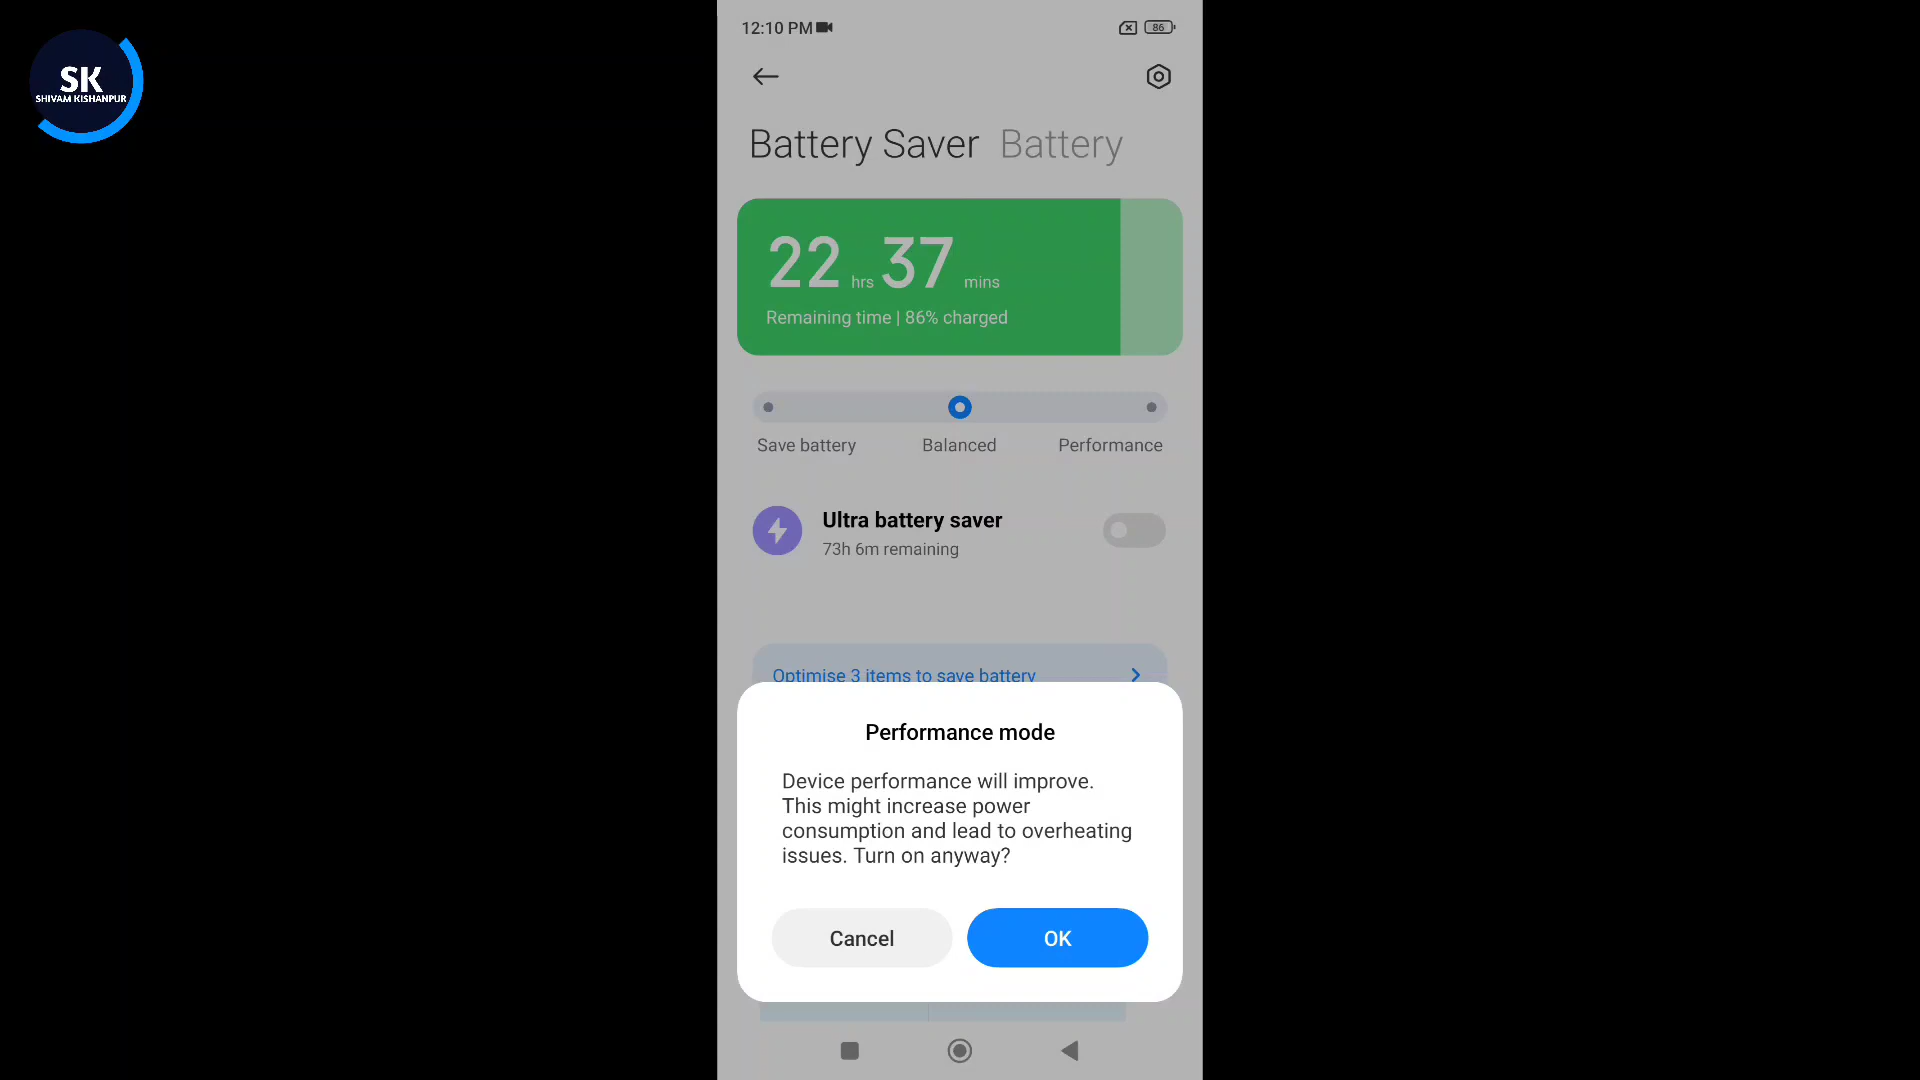 SK
SHIVAM KISHANPUR
12:10 PM
86
Battery Saver Battery
22 hrs 37 mins
Remaining time | 86% charged
Save battery Balanced Performance
Ultra battery saver
73h 6m remaining
Optimise 3 items to save battery
Performance mode
Device performance will improve.
This might increase power
consumption and lead to overheating
issues. Turn on anyway?
Cancel OK